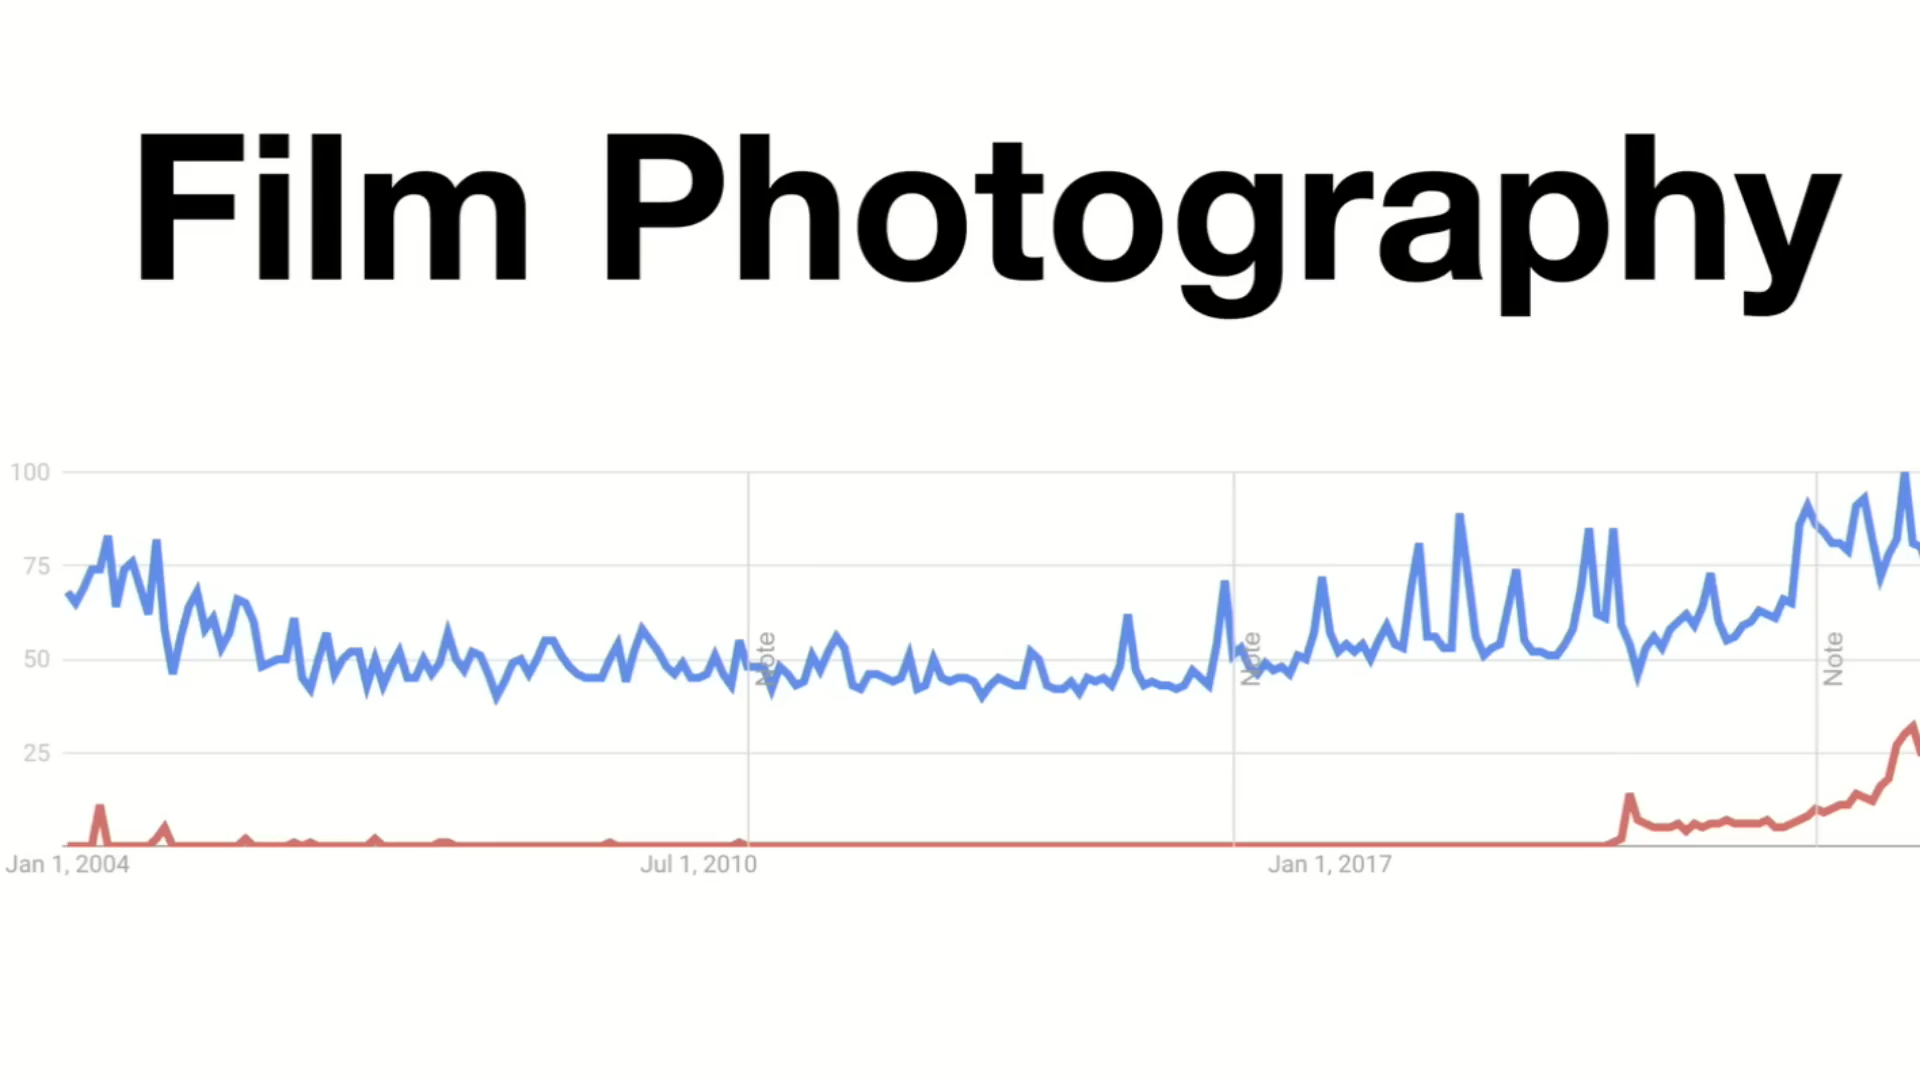 Film Photography
100
75
50
25
Note
Note
Note
Jan 1, 2004
Jul 1, 2010
Jan 1, 2017